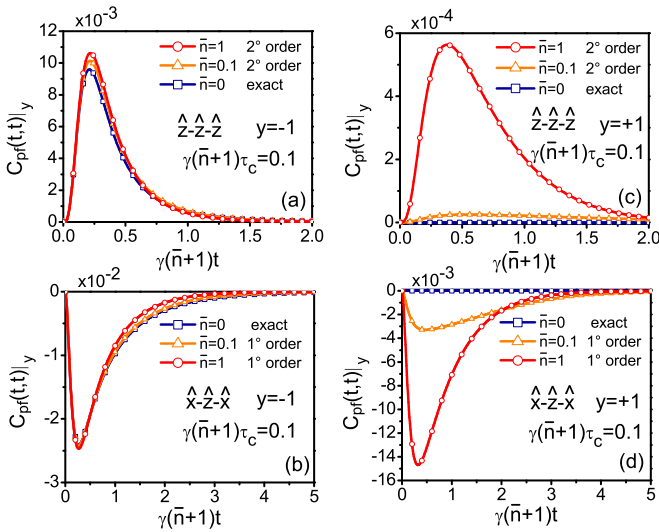 ×10⁻³
12
10
8
6
4
2
0
C_pf(t,t)|_y
n̄=1 2° order
n̄=0.1 2° order
n̄=0 exact
ẑ-ẑ-ẑ y=-1
γ(n̄+1)τ_c=0.1
(a)
0.0 0.5 1.0 1.5 2.0
γ(n̄+1)t
×10⁻⁴
6
4
2
0
C_pf(t,t)|_y
n̄=1 2° order
n̄=0.1 2° order
n̄=0 exact
ẑ-ẑ-ẑ y=+1
γ(n̄+1)τ_c=0.1
(c)
0.0 0.5 1.0 1.5 2.0
γ(n̄+1)t
×10⁻²
0
-1
-2
-3
C_pf(t,t)|_y
n̄=0 exact
n̄=0.1 1° order
n̄=1 1° order
x̂-ẑ-x̂ y=-1
γ(n̄+1)τ_c=0.1
(b)
0 1 2 3 4 5
γ(n̄+1)t
×10⁻³
0
-2
-4
-6
-8
-10
-12
-14
-16
C_pf(t,t)|_y
n̄=0 exact
n̄=0.1 1° order
n̄=1 1° order
x̂-ẑ-x̂ y=+1
γ(n̄+1)τ_c=0.1
(d)
0 1 2 3 4 5
γ(n̄+1)t